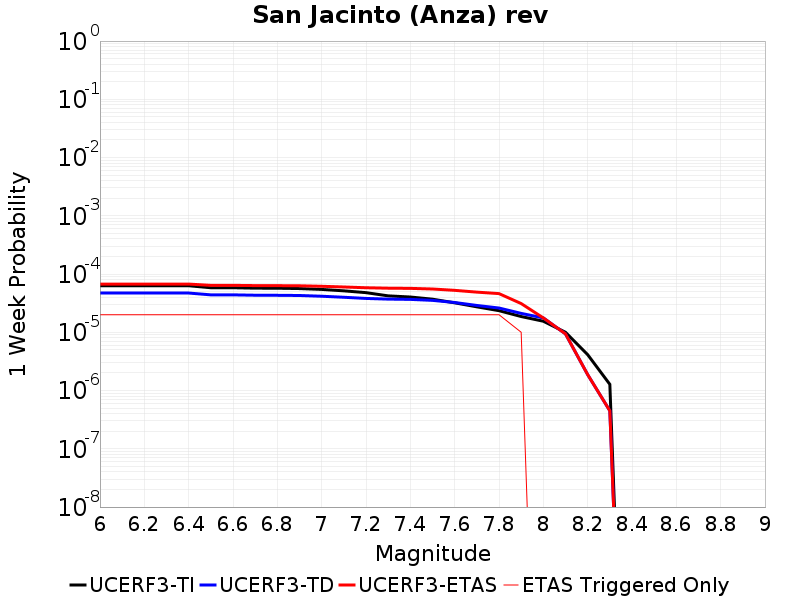 San Jacinto (Anza) rev
10^0
10^-1
10^-2
10^-3
10^-4
10^-5
10^-6
10^-7
10^-8
1 Week Probability
6 6.2 6.4 6.6 6.8 7 7.2 7.4 7.6 7.8 8 8.2 8.4 8.6 8.8 9
Magnitude
UCERF3-TI UCERF3-TD UCERF3-ETAS ETAS Triggered Only